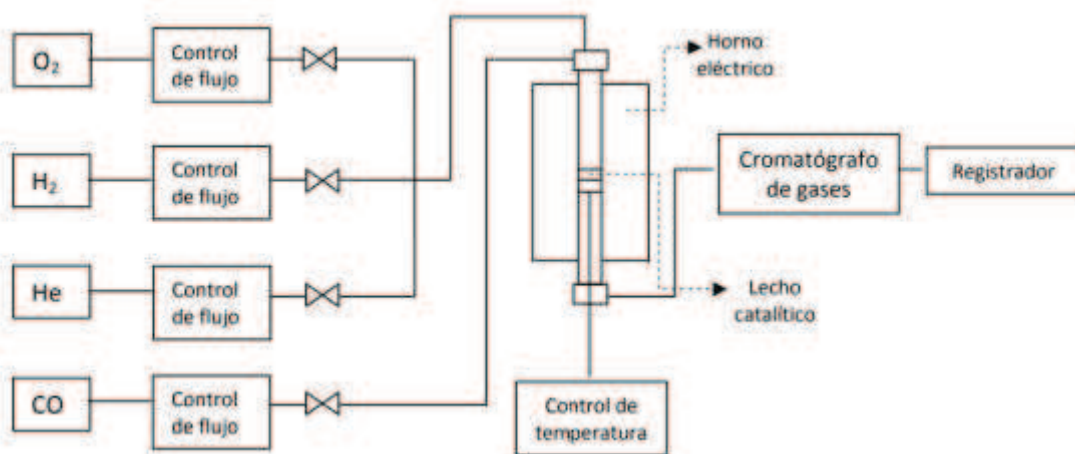 O₂
Control
de flujo
H₂
Control
de flujo
He
Control
de flujo
CO
Control
de flujo
Horno
eléctrico
Cromatógrafo
de gases
Registrador
Lecho
catalítico
Control de
temperatura